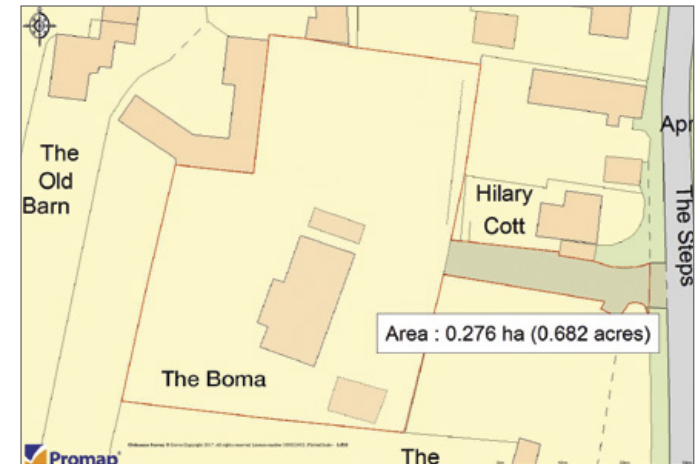 The
Old
Barn
Apr
The Steps
Hilary
Cott
Area : 0.276 ha (0.682 acres)
The Boma
The
Promap